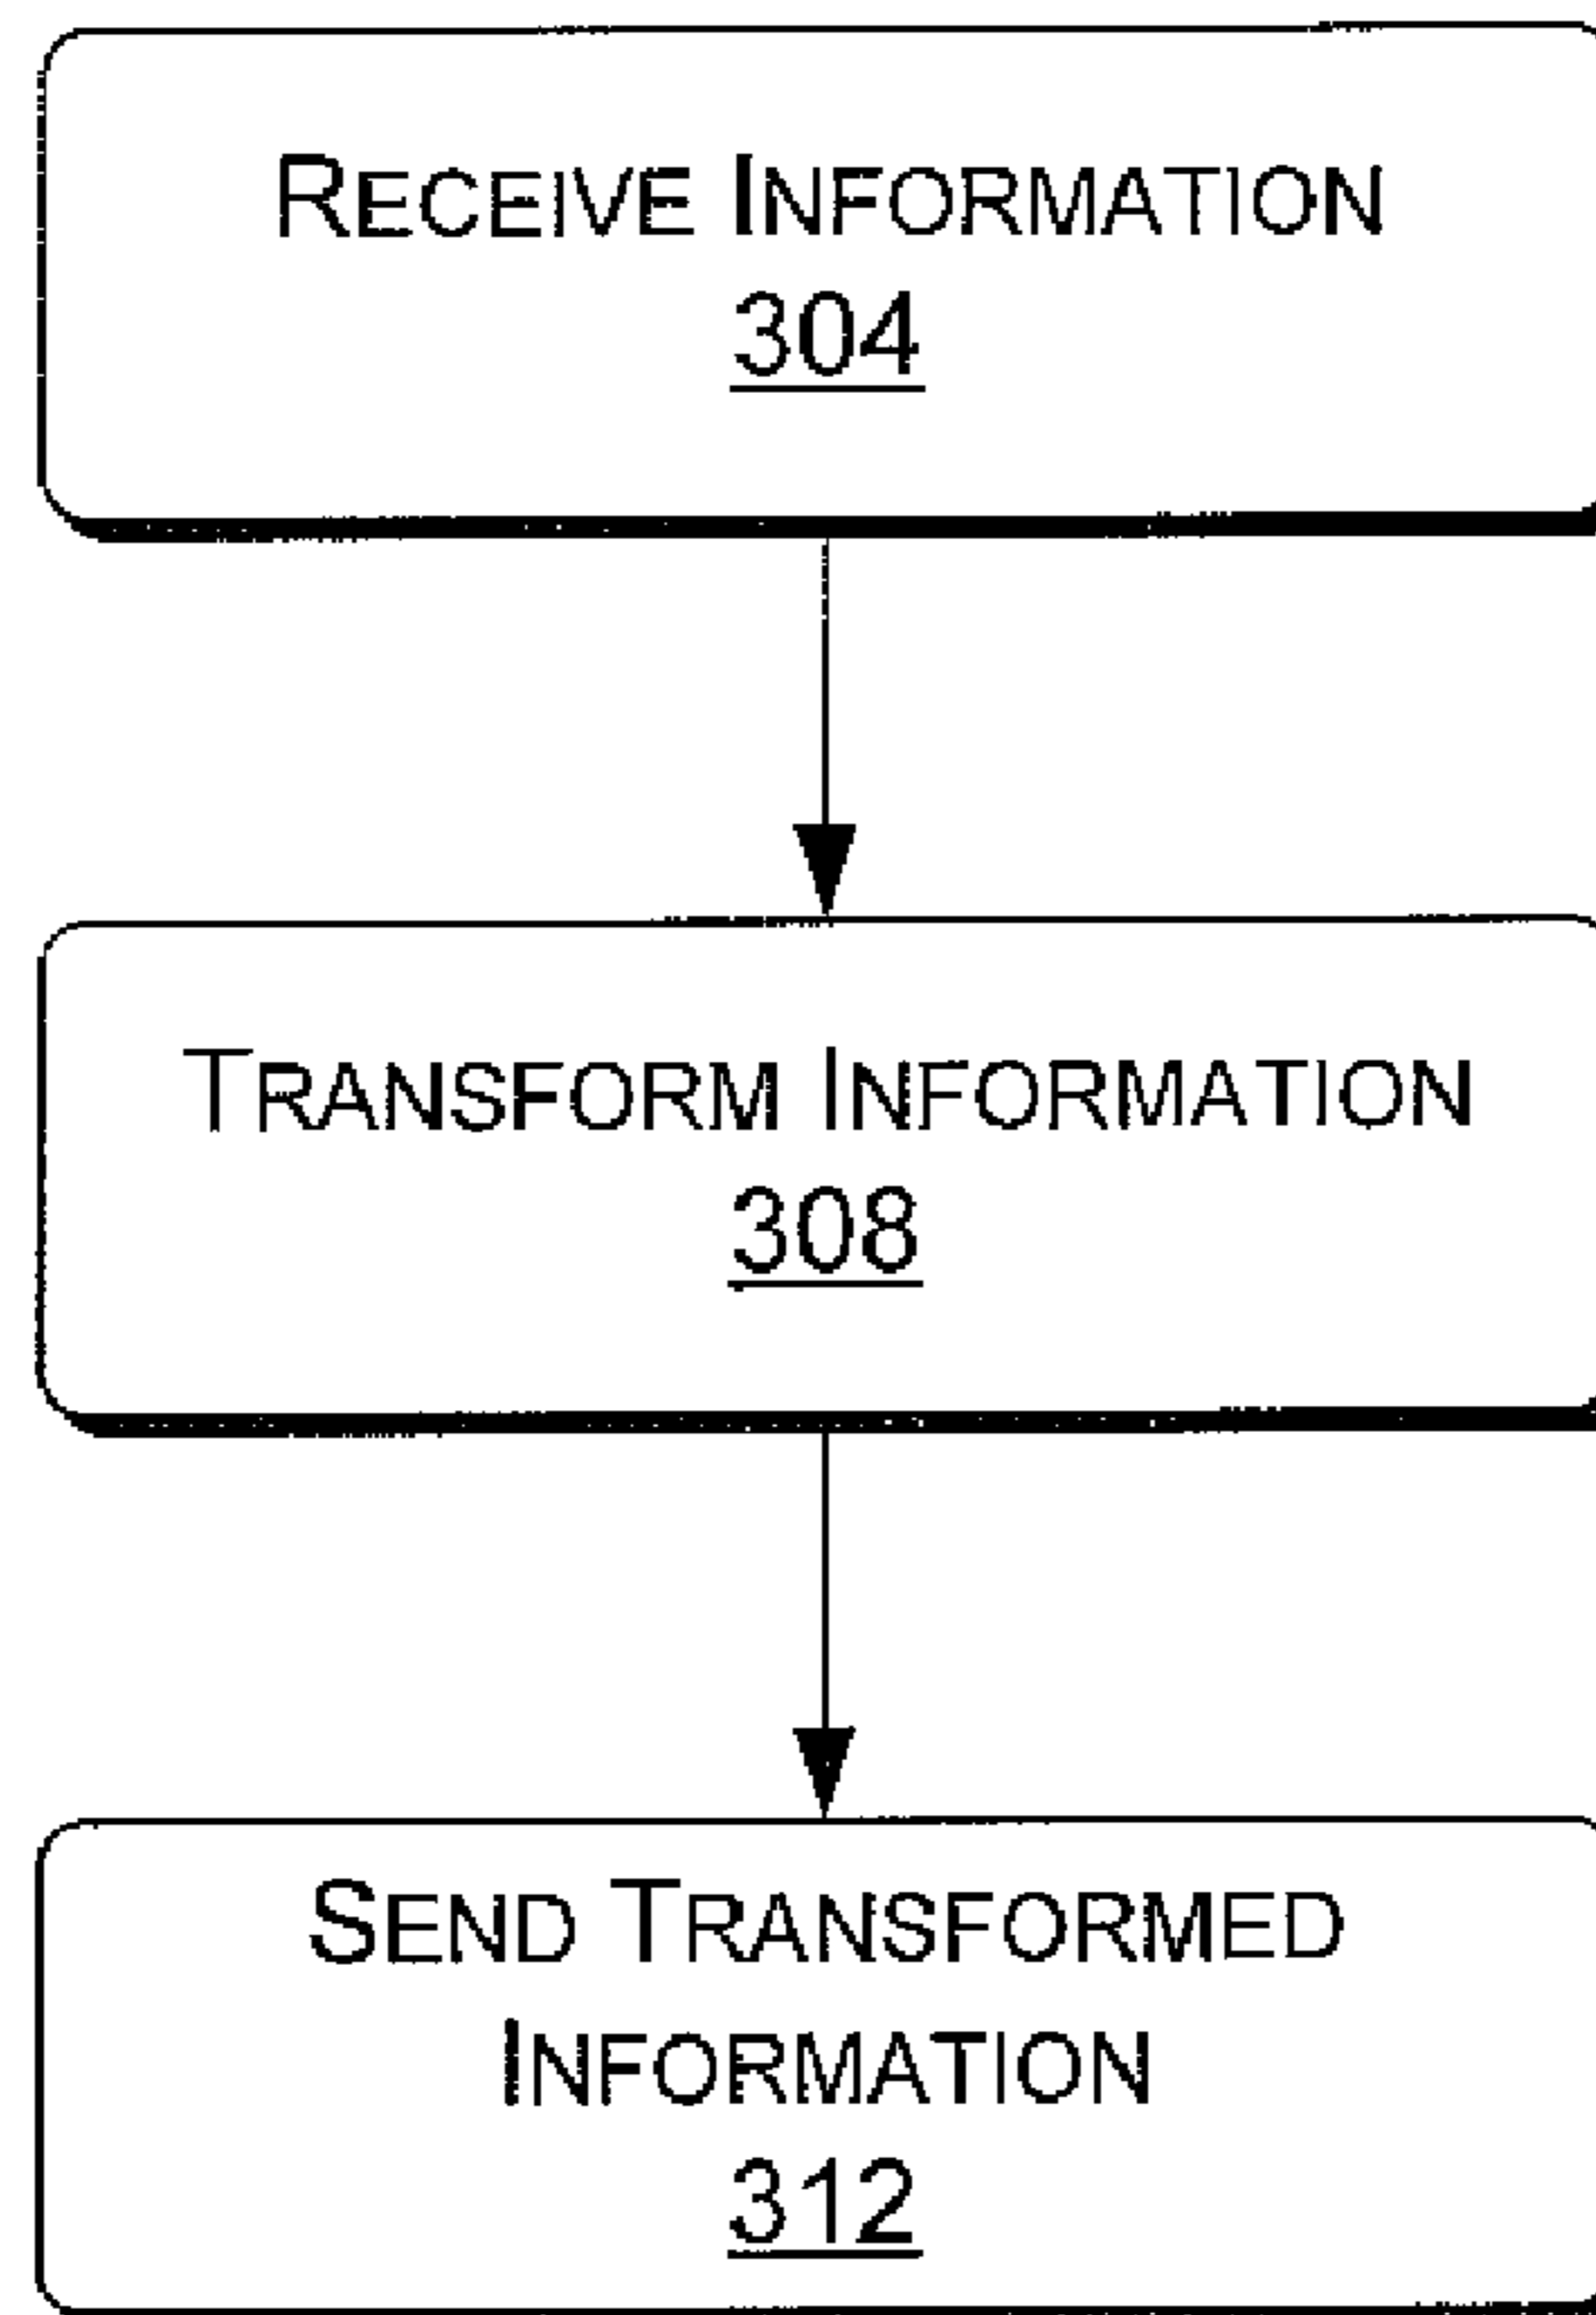 RECEIVE INFORMATION
304
TRANSFORM INFORMATION
308
SEND TRANSFORMED
INFORMATION
312